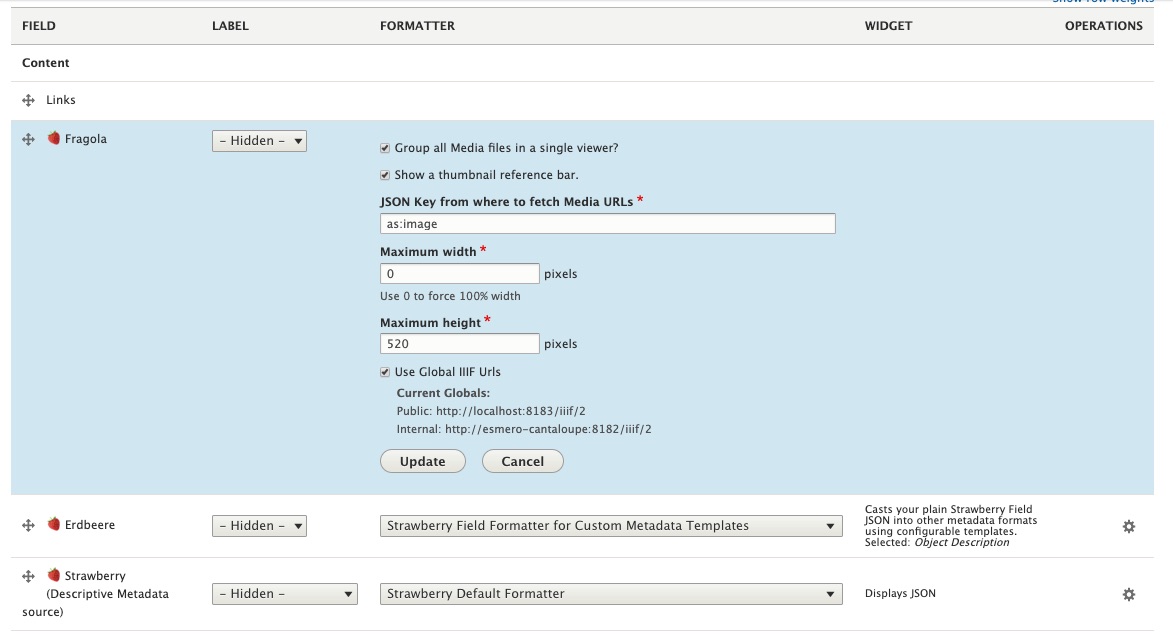 Show row weights
FIELD LABEL FORMATTER WIDGET OPERATIONS
Content
Links
Fragola
- Hidden -
Group all Media files in a single viewer?
Show a thumbnail reference bar.
JSON Key from where to fetch Media URLs *
as:image
Maximum width *
0 pixels
Use 0 to force 100% width
Maximum height *
520 pixels
Use Global IIIF Urls
Current Globals:
Public: http://localhost:8183/iiif/2
Internal: http://esmero-cantaloupe:8182/iiif/2
Update Cancel
Erdbeere
- Hidden -
Strawberry Field Formatter for Custom Metadata Templates
Casts your plain Strawberry Field
JSON into other metadata formats
using configurable templates.
Selected: Object Description
Strawberry
(Descriptive Metadata
source)
- Hidden -
Strawberry Default Formatter
Displays JSON